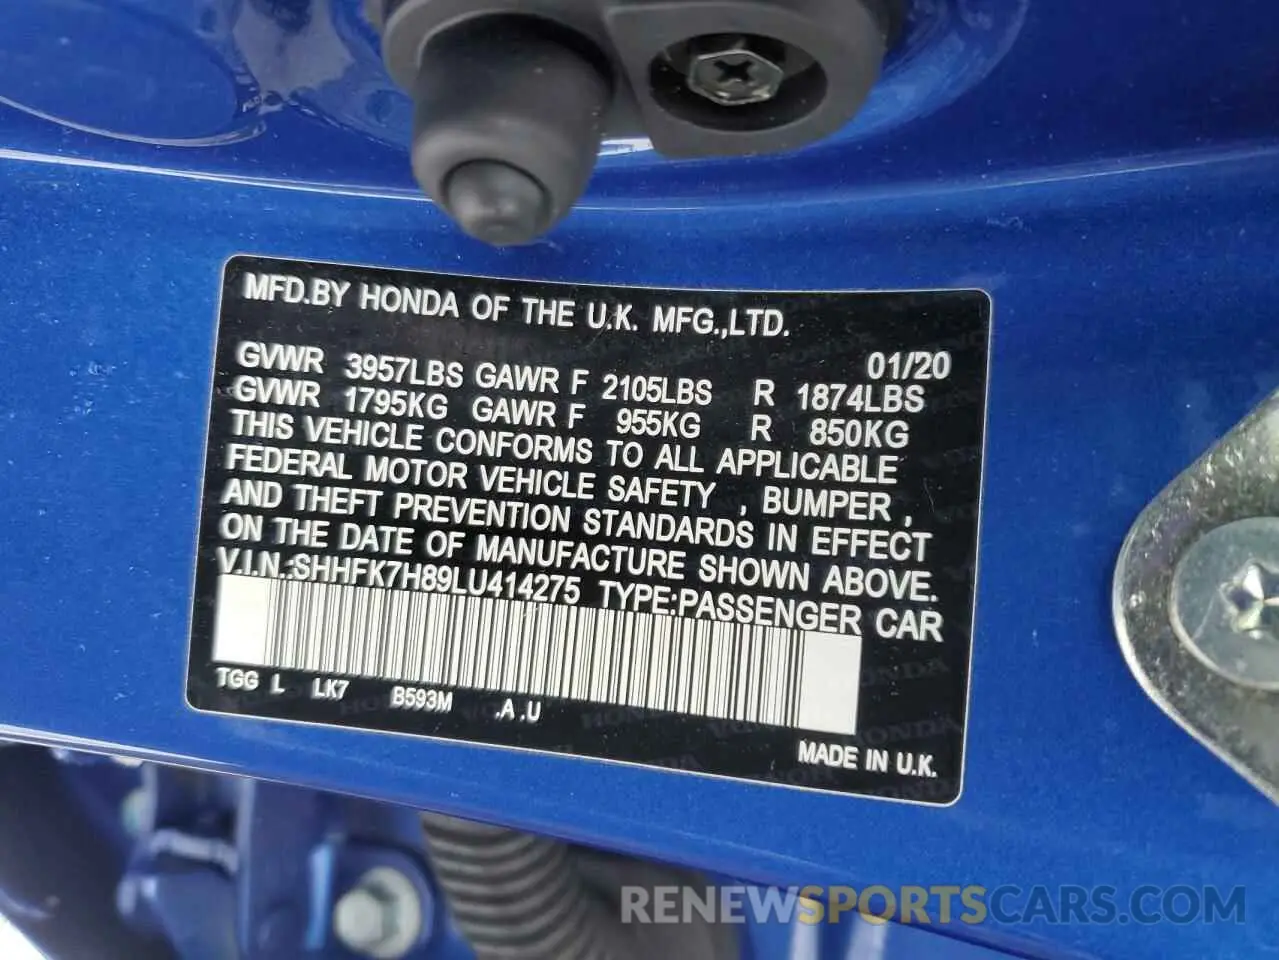 MFD.BY HONDA OF THE U.K. MFG.,LTD.
01/20
GVWR 3957LBS GAWR F 2105LBS R 1874LBS
GVWR 1795KG GAWR F 955KG R 850KG
THIS VEHICLE CONFORMS TO ALL APPLICABLE
FEDERAL MOTOR VEHICLE SAFETY , BUMPER ,
AND THEFT PREVENTION STANDARDS IN EFFECT
ON THE DATE OF MANUFACTURE SHOWN ABOVE.
V.I.N.:SHHFK7H89LU414275 TYPE:PASSENGER CAR
TGG L LK7 B593M .A .U
MADE IN U.K.
RENEWSPORTSCARS.COM